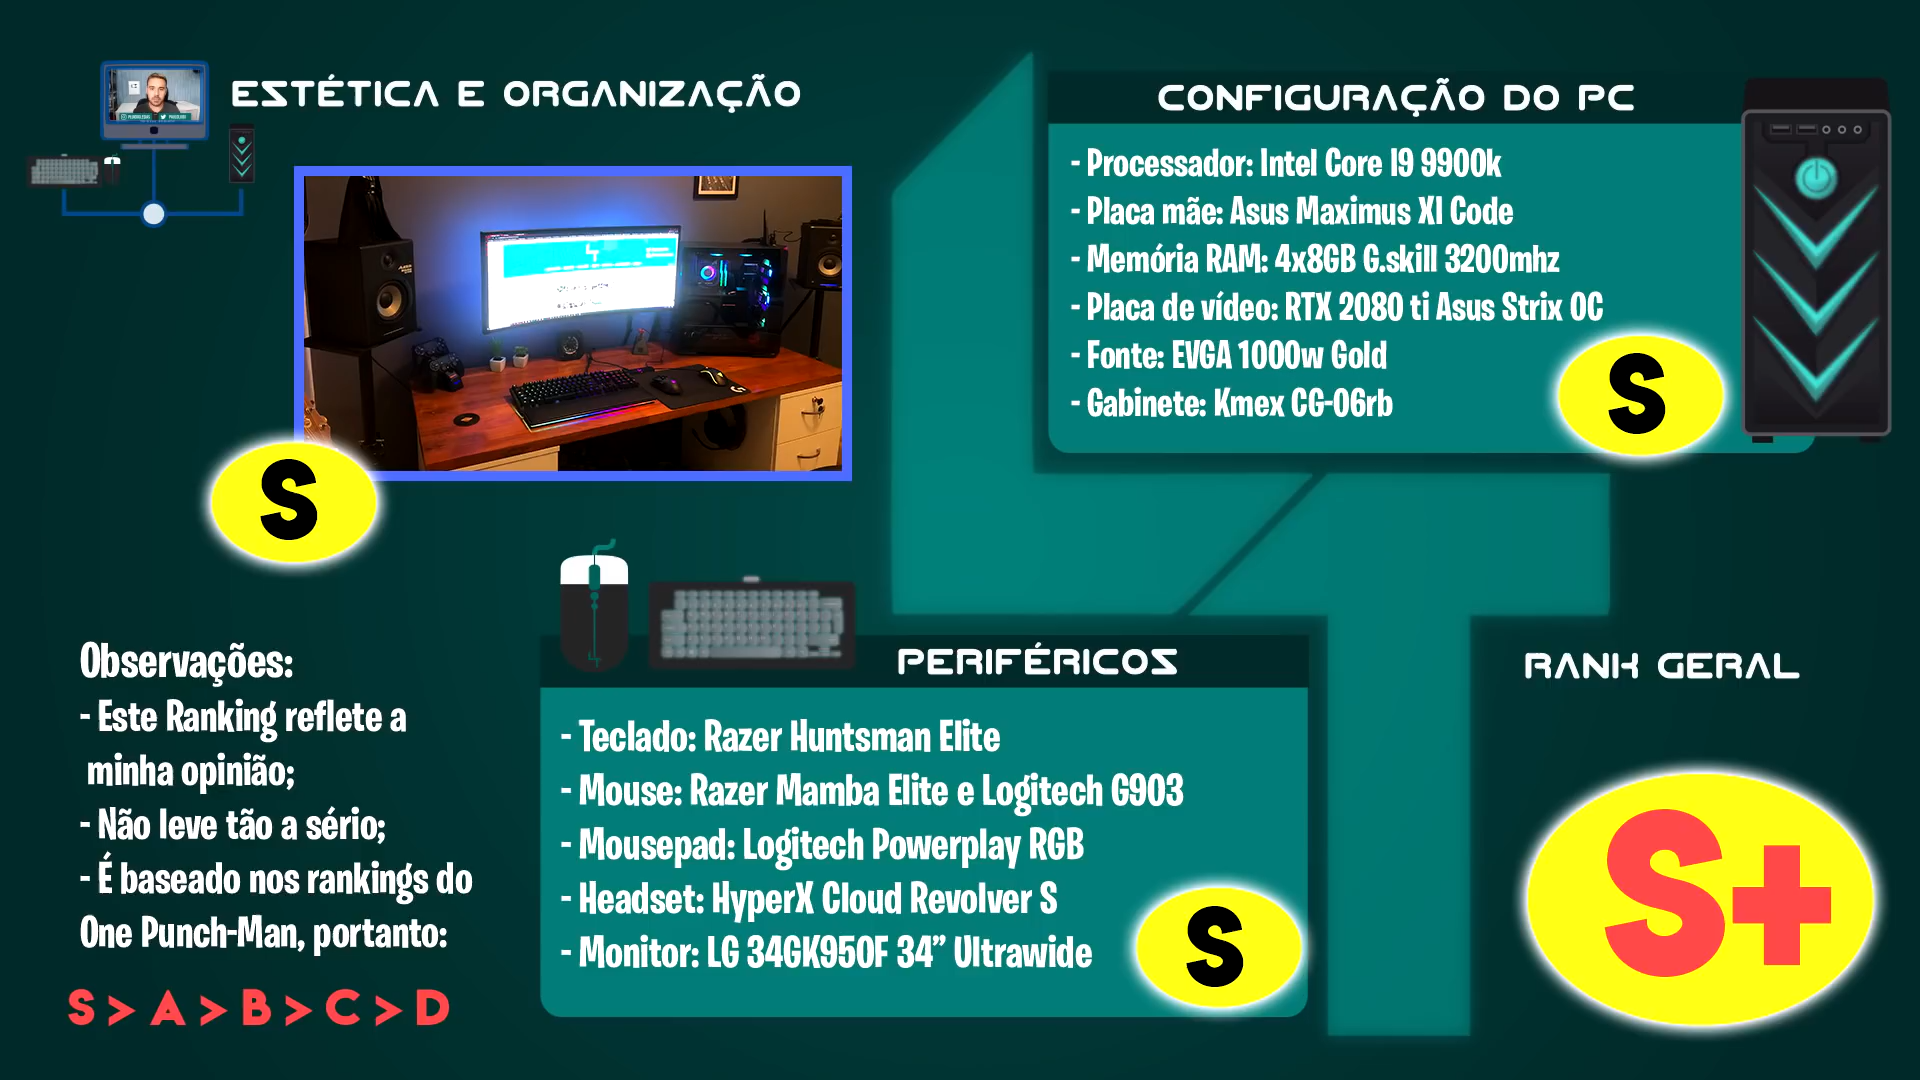 ESTÉTICA E ORGANIZAÇÃO
S
CONFIGURAÇÃO DO PC
- Processador: Intel Core I9 9900k
- Placa mãe: Asus Maximus XI Code
- Memória RAM: 4x8GB G.skill 3200mhz
- Placa de vídeo: RTX 2080 ti Asus Strix OC
- Fonte: EVGA 1000w Gold
- Gabinete: Kmex CG-06rb
S
Observações:
- Este Ranking reflete a
minha opinião;
- Não leve tão a sério;
- É baseado nos rankings do
One Punch-Man, portanto:
S > A > B > C > D
PERIFÉRICOS
- Teclado: Razer Huntsman Elite
- Mouse: Razer Mamba Elite e Logitech G903
- Mousepad: Logitech Powerplay RGB
- Headset: HyperX Cloud Revolver S
- Monitor: LG 34GK950F 34” Ultrawide
S
RANK GERAL
S+